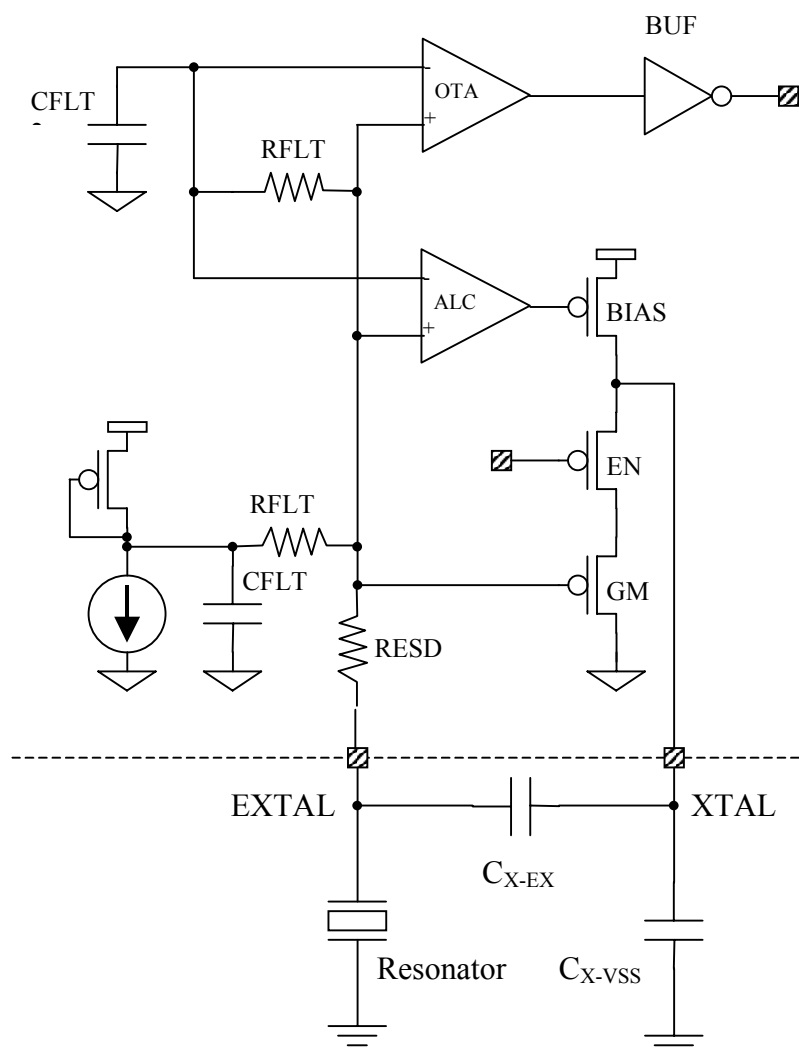 BUF
CFLT
OTA
-
+
RFLT
-
ALC
+
BIAS
EN
RFLT
CFLT
GM
RESD
EXTAL
XTAL
CX-EX
Resonator
CX-VSS